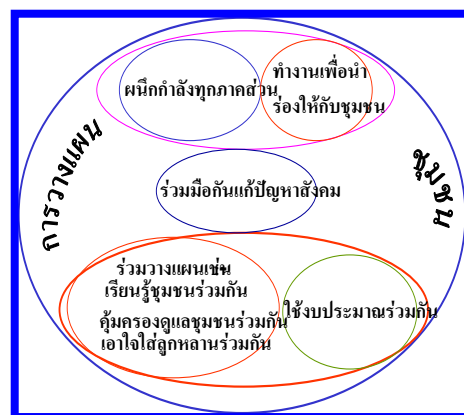 การวางแผน
ชุมชน
ผนึกกำลังทุกภาคส่วน
ทำงานเพื่อนำ
ร่องให้กับชุมชน
ร่วมมือกันแก้ปัญหาสังคม
ร่วมวางแผนเช่น
เรียนรู้ชุมชนร่วมกัน
คุ้มครองดูแลชุมชนร่วมกัน
เอาใจใส่ลูกหลานร่วมกัน
ใช้งบประมาณร่วมกัน